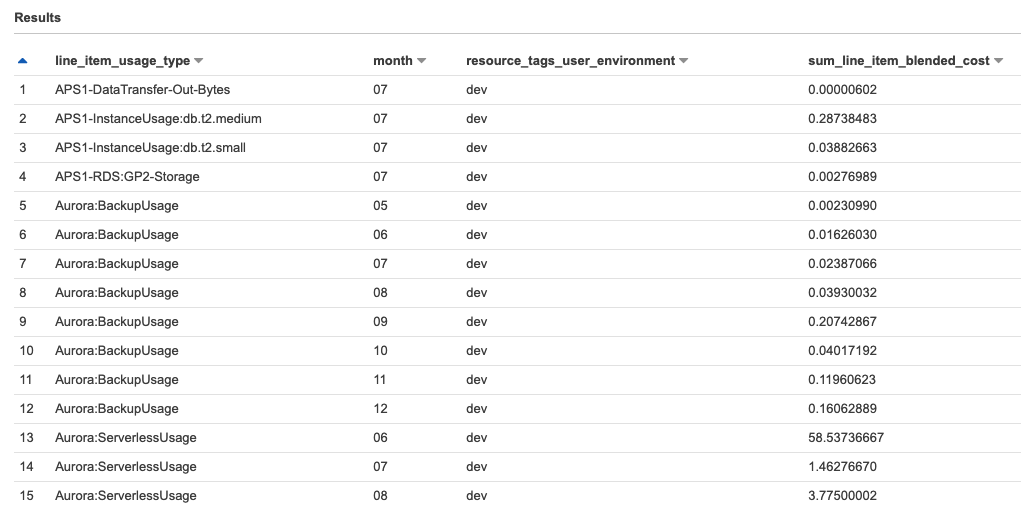 Results
line_item_usage_type month resource_tags_user_environment sum_line_item_blended_cost
1 APS1-DataTransfer-Out-Bytes 07 dev 0.00000602
2 APS1-InstanceUsage:db.t2.medium 07 dev 0.28738483
3 APS1-InstanceUsage:db.t2.small 07 dev 0.03882663
4 APS1-RDS:GP2-Storage 07 dev 0.00276989
5 Aurora:BackupUsage 05 dev 0.00230990
6 Aurora:BackupUsage 06 dev 0.01626030
7 Aurora:BackupUsage 07 dev 0.02387066
8 Aurora:BackupUsage 08 dev 0.03930032
9 Aurora:BackupUsage 09 dev 0.20742867
10 Aurora:BackupUsage 10 dev 0.04017192
11 Aurora:BackupUsage 11 dev 0.11960623
12 Aurora:BackupUsage 12 dev 0.16062889
13 Aurora:ServerlessUsage 06 dev 58.53736667
14 Aurora:ServerlessUsage 07 dev 1.46276670
15 Aurora:ServerlessUsage 08 dev 3.77500002